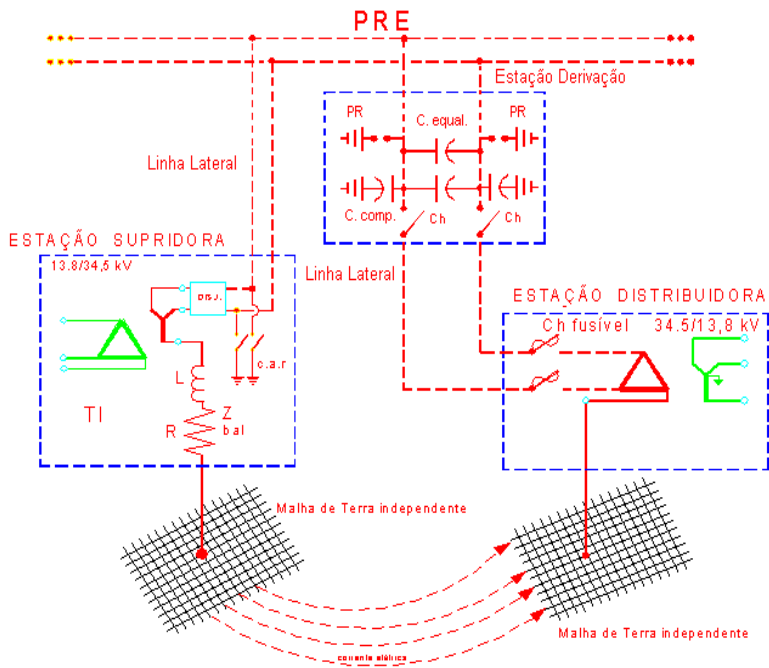 PRE
Estação Derivação
PR
C. equal.
PR
Linha Lateral
C. comp.
Ch
Ch
ESTAÇÃO SUPRIDORA
Linha Lateral
13.8/34,5 kV
DISJ.
ESTAÇÃO DISTRIBUIDORA
Ch fusível 34.5/13,8 kV
c.a.r
L
TI
Z
R
bal
Malha de Terra independente
Malha de Terra independente
corrente elétrica